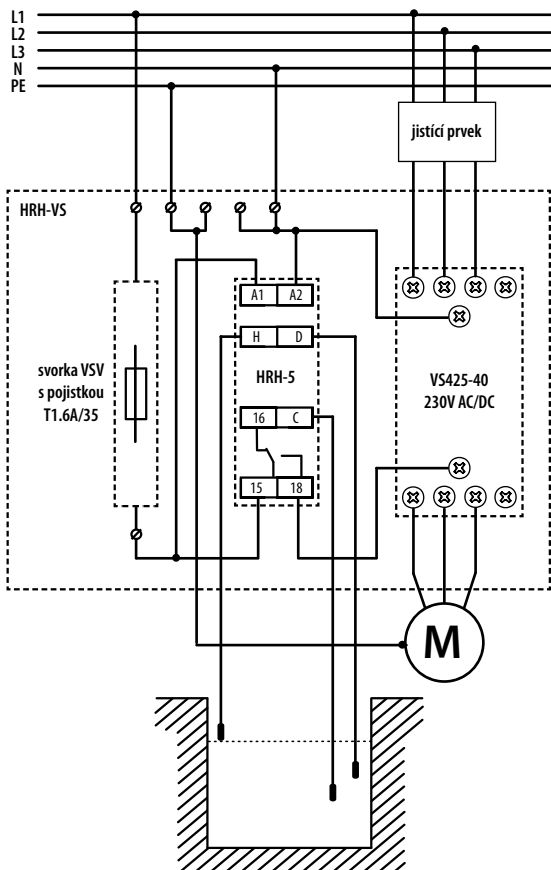 L1
L2
L3
N
PE
jistící prvek
HRH-VS
A1 A2
H D
HRH-5
svorka VSV
s pojistkou
T1.6A/35
VS425-40
230V AC/DC
16 C
15 18
M